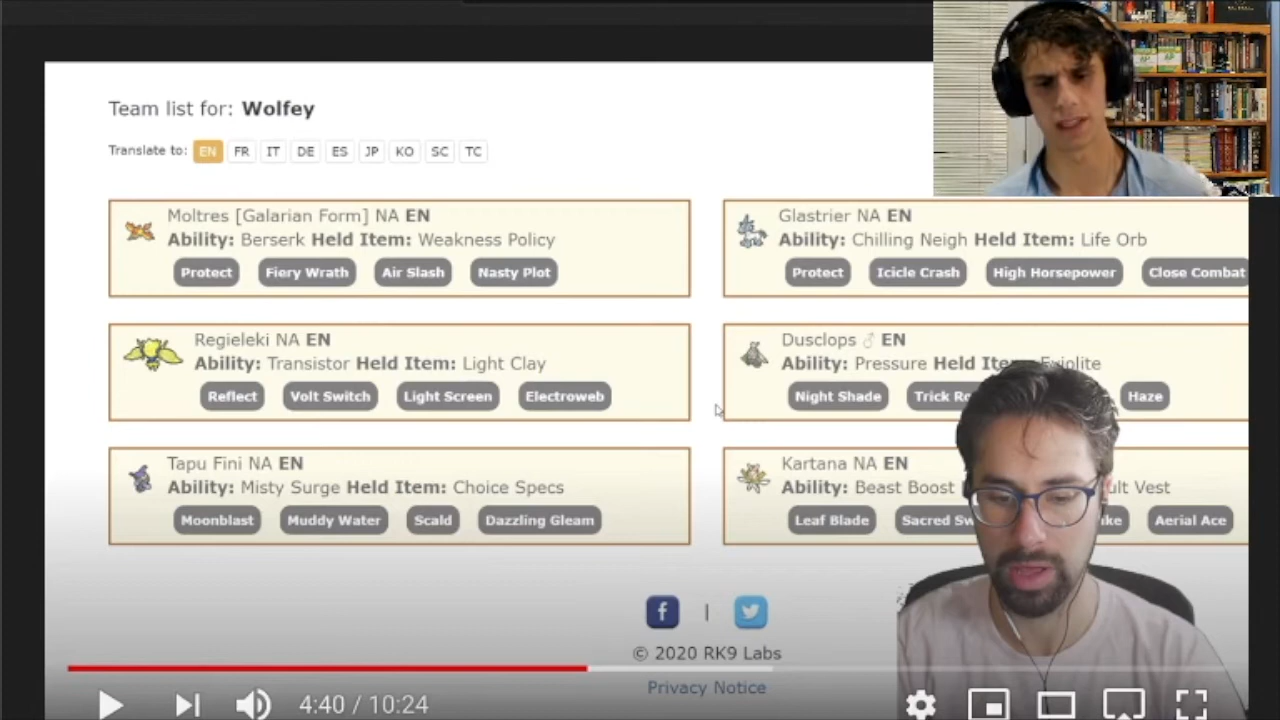 Team list for: Wolfey
Translate to: EN FR IT DE ES JP KO SC TC
Moltres [Galarian Form] NA EN
Ability: Berserk Held Item: Weakness Policy
Protect Fiery Wrath Air Slash Nasty Plot
Glastrier NA EN
Ability: Chilling Neigh Held Item: Life Orb
Protect Icicle Crash High Horsepower Close Combat
Regieleki NA EN
Ability: Transistor Held Item: Light Clay
Reflect Volt Switch Light Screen Electroweb
Dusclops ♂ EN
Ability: Pressure Held Item: Eviolite
Night Shade Trick Haze
Tapu Fini NA EN
Ability: Misty Surge Held Item: Choice Specs
Moonblast Muddy Water Scald Dazzling Gleam
Kartana NA EN
Ability: Beast Boost Vest
Leaf Blade Sacred Aerial Ace
f |
© 2020 RK9 Labs
Privacy Notice
4:40 / 10:24